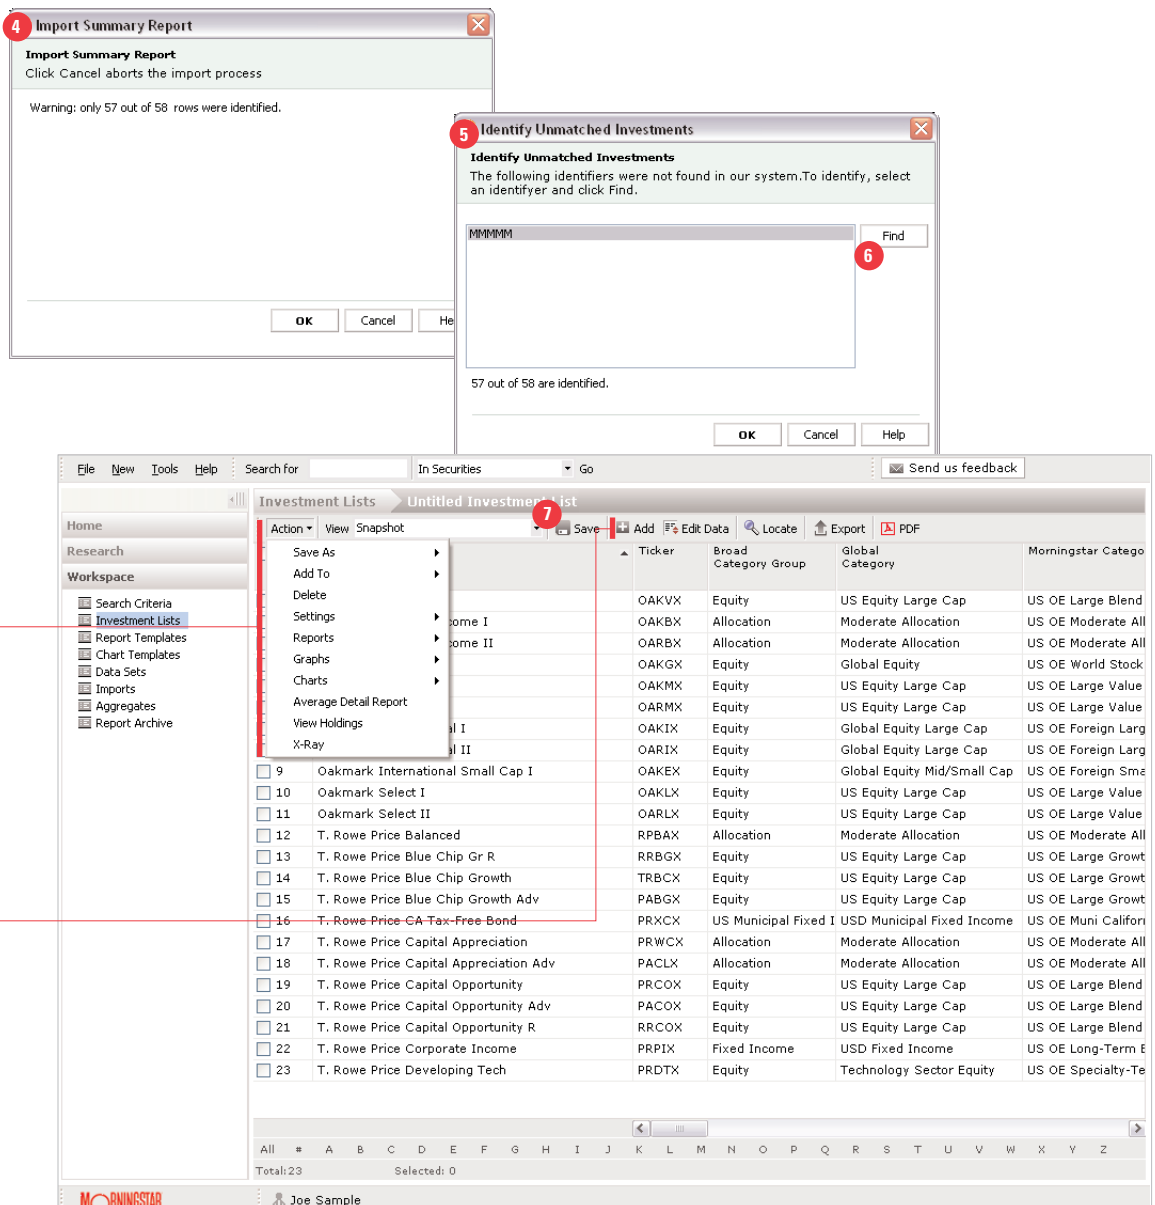 4 Import Summary Report
Import Summary Report
Click Cancel aborts the import process
Warning: only 57 out of 58 rows were identified.
OK Cancel He
5 Identify Unmatched Investments
Identify Unmatched Investments
The following identifiers were not found in our system.To identify, select
an identifyer and click Find.
MMMMM
Find
6
57 out of 58 are identified.
OK Cancel Help
File New Tools Help Search for In Securities Go Send us feedback
Investment Lists Untitled Investment List
7
Action View Snapshot Save Add Edit Data Locate Export PDF
Home
Research
Workspace
Search Criteria
Investment Lists
Report Templates
Chart Templates
Data Sets
Imports
Aggregates
Report Archive
Save As
Add To
Delete
Settings
Reports
Graphs
Charts
Average Detail Report
View Holdings
X-Ray
Ticker Broad Category Group Global Category Morningstar Catego
OAKVX Equity US Equity Large Cap US OE Large Blend
ome I OAKBX Allocation Moderate Allocation US OE Moderate All
ome II OARBX Allocation Moderate Allocation US OE Moderate All
OAKGX Equity Global Equity US OE World Stock
OAKMX Equity US Equity Large Cap US OE Large Value
OARMX Equity US Equity Large Cap US OE Large Value
al I OAKIX Equity Global Equity Large Cap US OE Foreign Larg
al II OARIX Equity Global Equity Large Cap US OE Foreign Larg
9 Oakmark International Small Cap I OAKEX Equity Global Equity Mid/Small Cap US OE Foreign Sma
10 Oakmark Select I OAKLX Equity US Equity Large Cap US OE Large Value
11 Oakmark Select II OARLX Equity US Equity Large Cap US OE Large Value
12 T. Rowe Price Balanced RPBAX Allocation Moderate Allocation US OE Moderate All
13 T. Rowe Price Blue Chip Gr R RRBGX Equity US Equity Large Cap US OE Large Growt
14 T. Rowe Price Blue Chip Growth TRBCX Equity US Equity Large Cap US OE Large Growt
15 T. Rowe Price Blue Chip Growth Adv PABGX Equity US Equity Large Cap US OE Large Growt
16 T. Rowe Price CA Tax-Free Bond PRXCX US Municipal Fixed I USD Municipal Fixed Income US OE Muni Californ
17 T. Rowe Price Capital Appreciation PRWCX Allocation Moderate Allocation US OE Moderate All
18 T. Rowe Price Capital Appreciation Adv PACLX Allocation Moderate Allocation US OE Moderate All
19 T. Rowe Price Capital Opportunity PRCOX Equity US Equity Large Cap US OE Large Blend
20 T. Rowe Price Capital Opportunity Adv PACOX Equity US Equity Large Cap US OE Large Blend
21 T. Rowe Price Capital Opportunity R RRCOX Equity US Equity Large Cap US OE Large Blend
22 T. Rowe Price Corporate Income PRPIX Fixed Income USD Fixed Income US OE Long-Term E
23 T. Rowe Price Developing Tech PRDTX Equity Technology Sector Equity US OE Specialty-Te
All # A B C D E F G H I J K L M N O P Q R S T U V W X Y Z
Total:23 Selected: 0
MORNINGSTAR Joe Sample